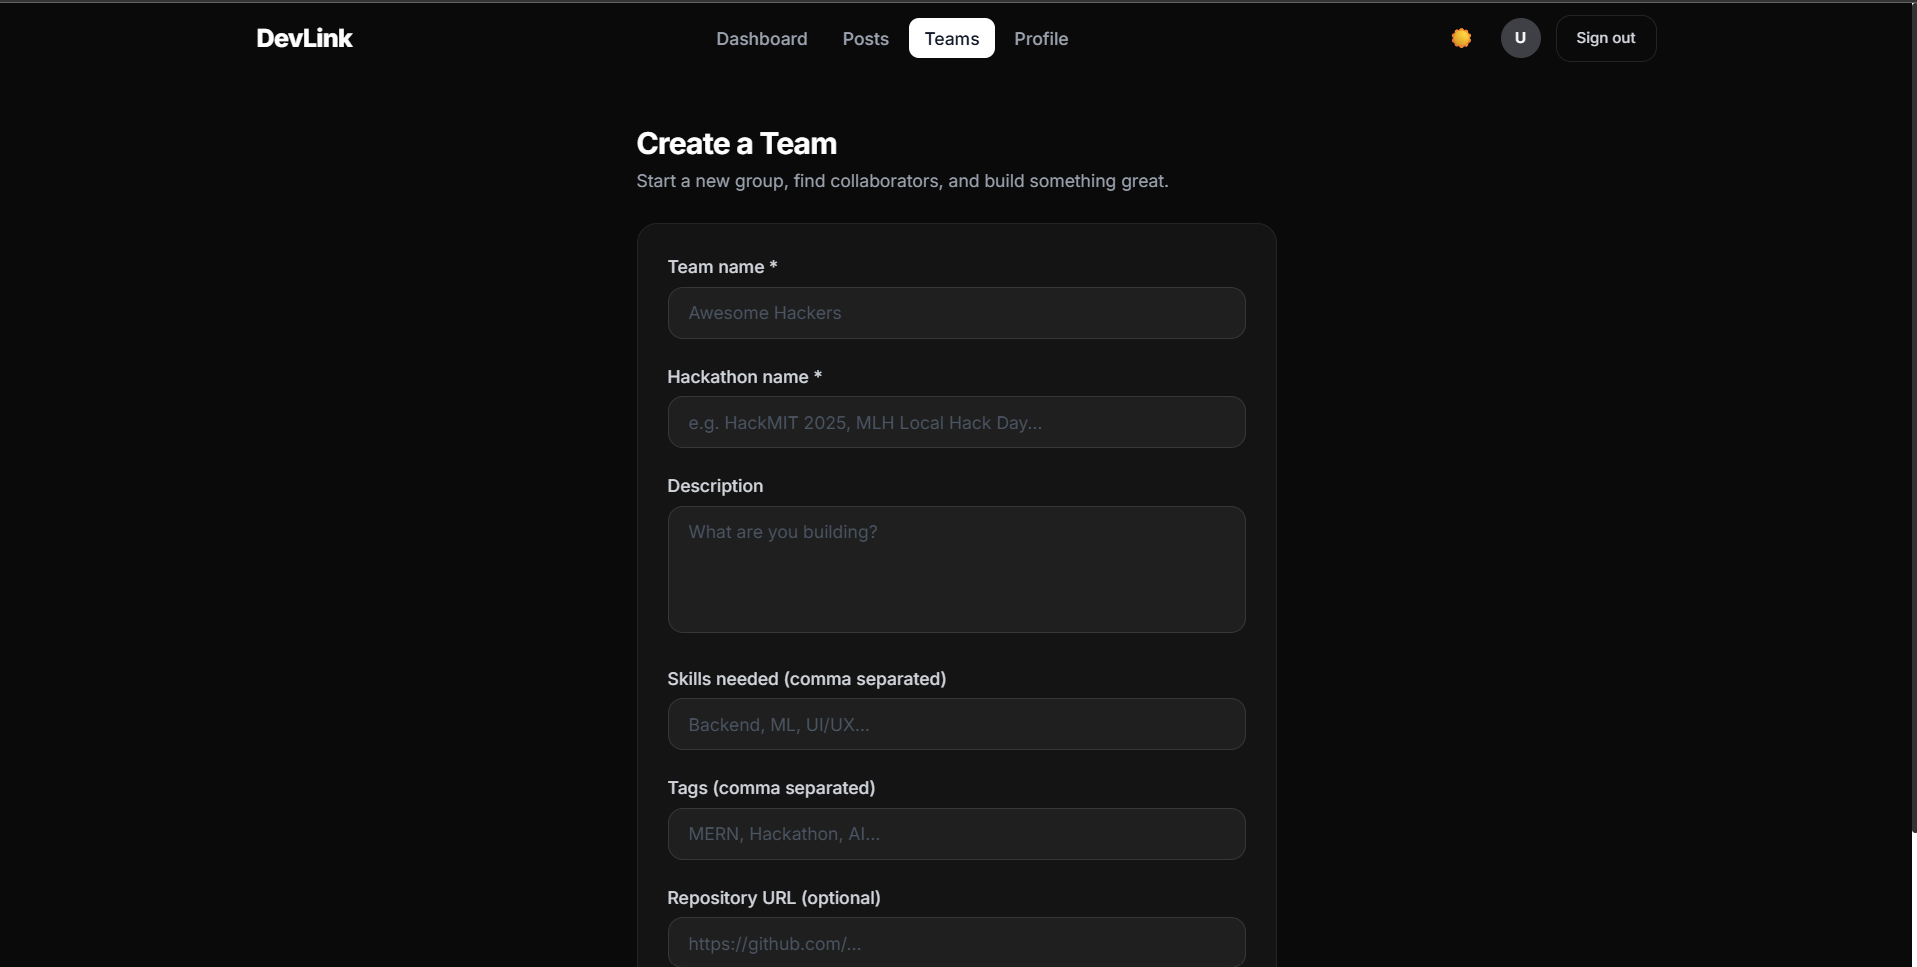 DevLink
Dashboard
Posts
Teams
Profile
U
Sign out
Create a Team
Start a new group, find collaborators, and build something great.
Team name *
Awesome Hackers
Hackathon name *
e.g. HackMIT 2025, MLH Local Hack Day...
Description
What are you building?
Skills needed (comma separated)
Backend, ML, UI/UX...
Tags (comma separated)
MERN, Hackathon, AI...
Repository URL (optional)
https://github.com/...